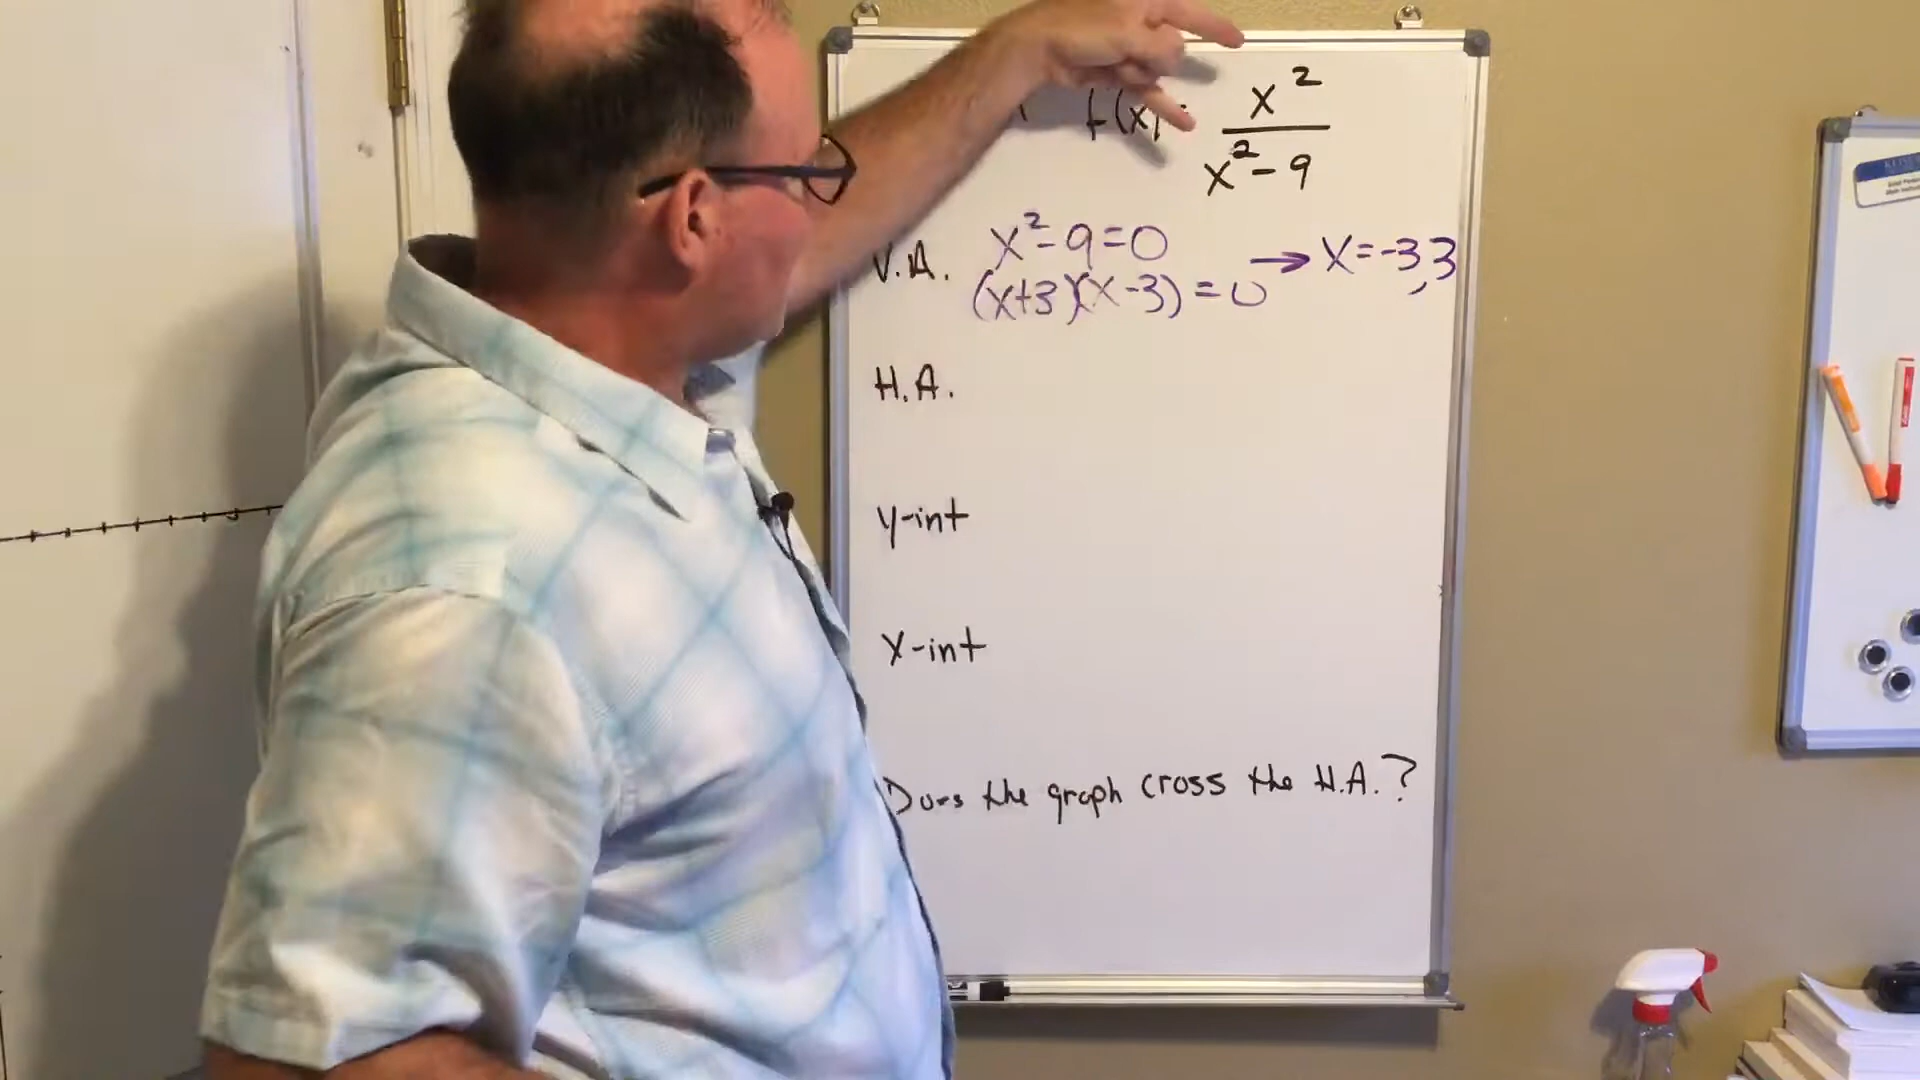 f(x) = x² / x² - 9
V.A. x² - 9 = 0
(x+3)(x-3) = 0 → x = -3, 3
H.A.
y-int
x-int
Does the graph cross the H.A.?